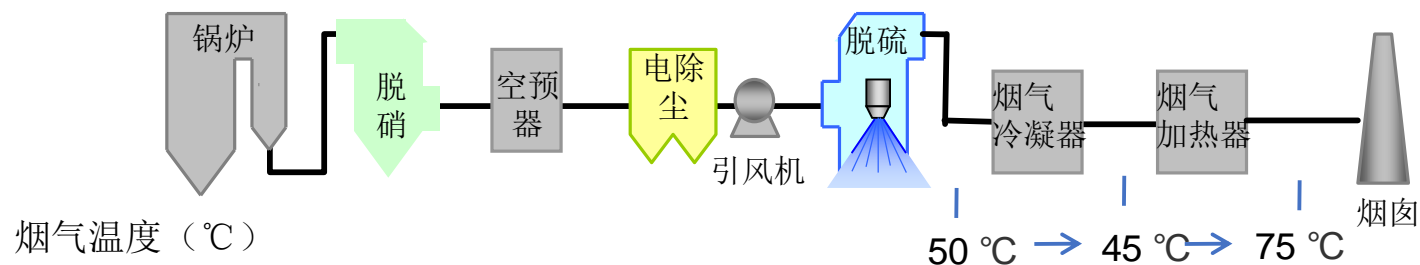 锅炉
脱
硝
空预
器
电除
尘
引风机
脱硫
烟气
冷凝器
烟气
加热器
烟囱
烟气温度（℃）
50 ℃
45 ℃
75 ℃